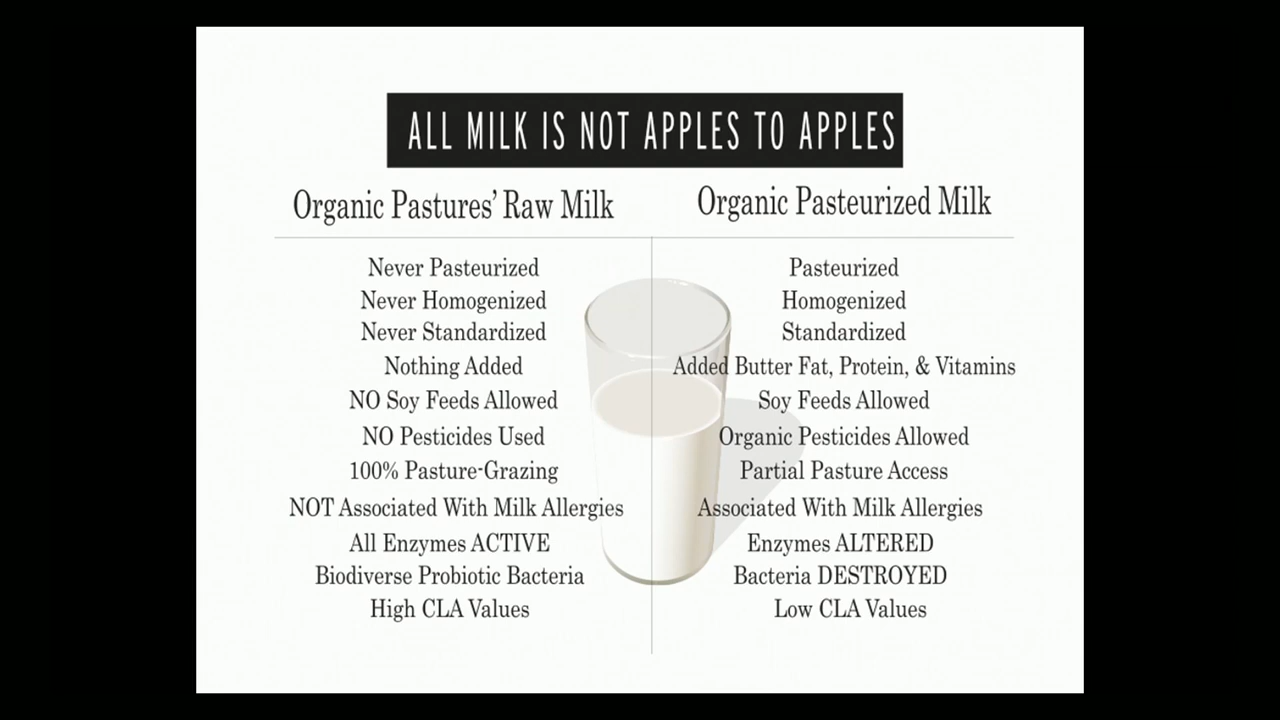 ALL MILK IS NOT APPLES TO APPLES
Organic Pastures' Raw Milk
Never Pasteurized
Never Homogenized
Never Standardized
Nothing Added
NO Soy Feeds Allowed
NO Pesticides Used
100% Pasture-Grazing
NOT Associated With Milk Allergies
All Enzymes ACTIVE
Biodiverse Probiotic Bacteria
High CLA Values
Organic Pasteurized Milk
Pasteurized
Homogenized
Standardized
Added Butter Fat, Protein, & Vitamins
Soy Feeds Allowed
Organic Pesticides Allowed
Partial Pasture Access
Associated With Milk Allergies
Enzymes ALTERED
Bacteria DESTROYED
Low CLA Values